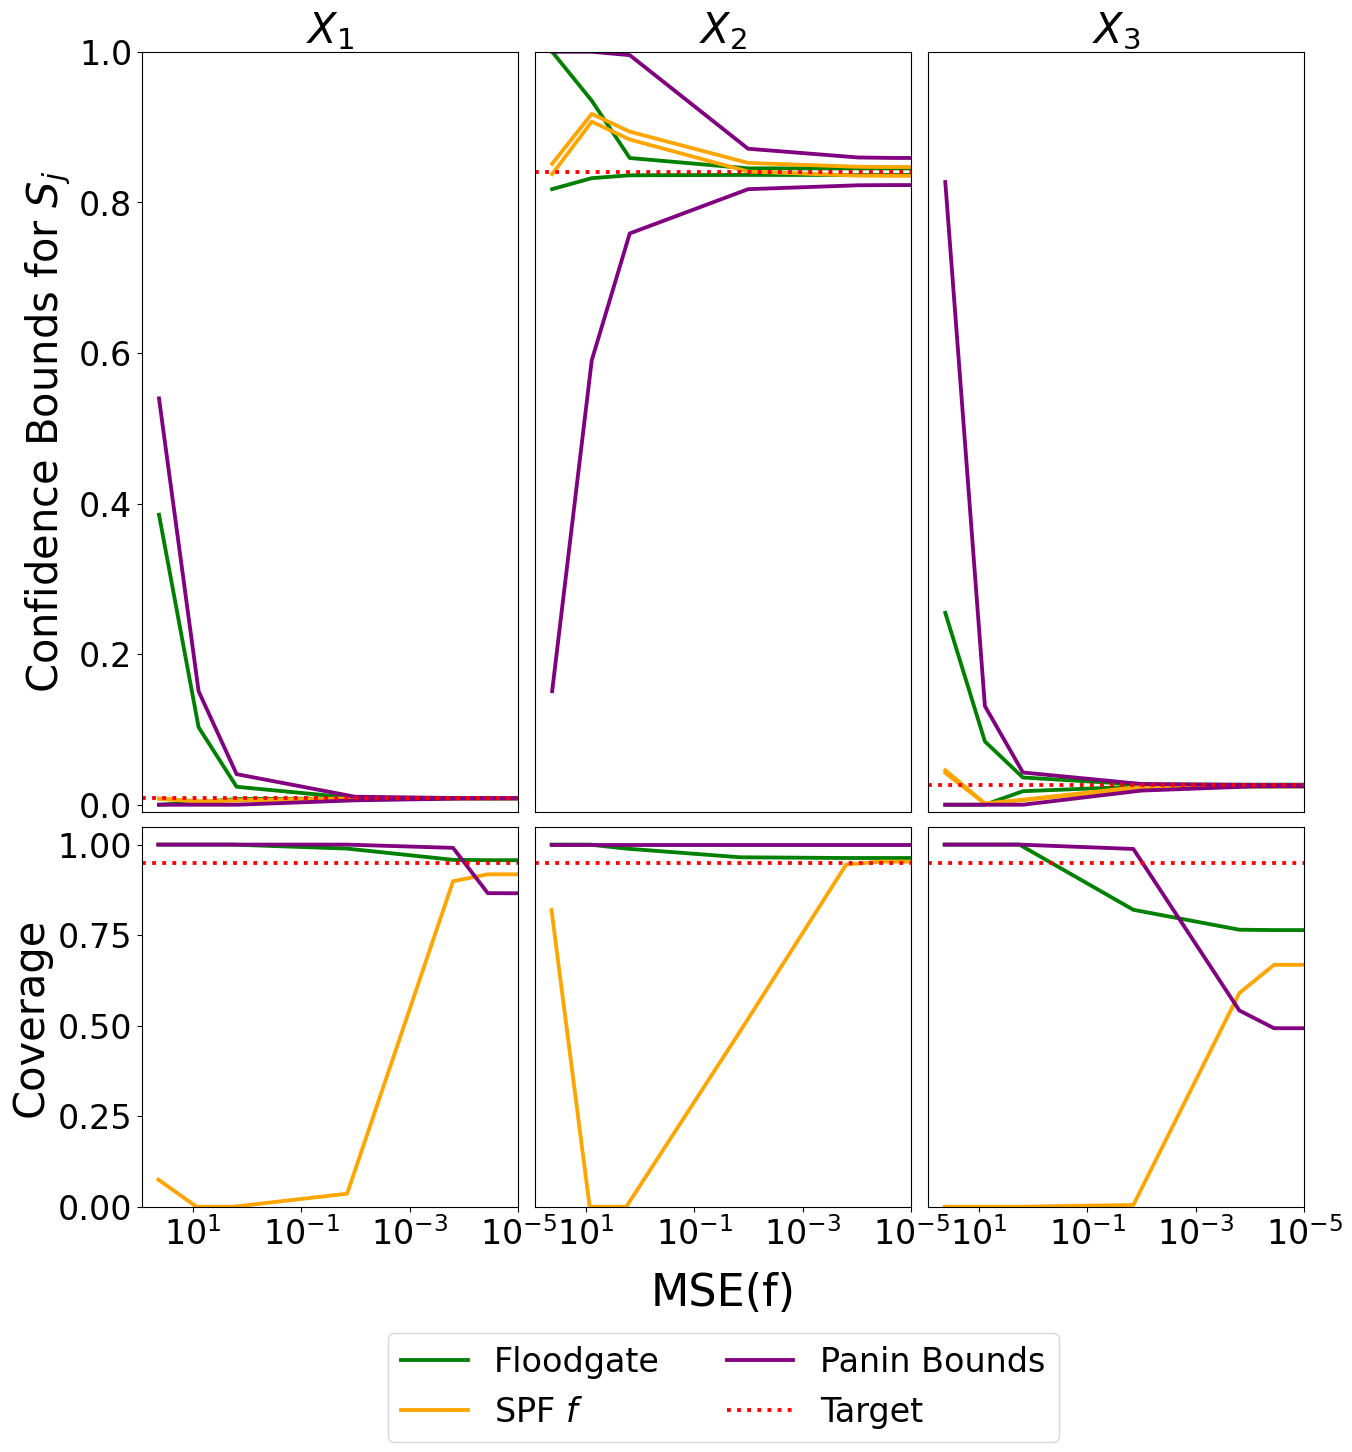 X₁ X₂ X₃
Confidence Bounds for Sⱼ
1.0
0.8
0.6
0.4
0.2
0.0
Coverage
1.00
0.75
0.50
0.25
0.00
10¹ 10⁻¹ 10⁻³ 10⁻⁵ 10¹ 10⁻¹ 10⁻³ 10⁻⁵ 10¹ 10⁻¹ 10⁻³ 10⁻⁵
MSE(f)
Floodgate Panin Bounds
SPF f Target